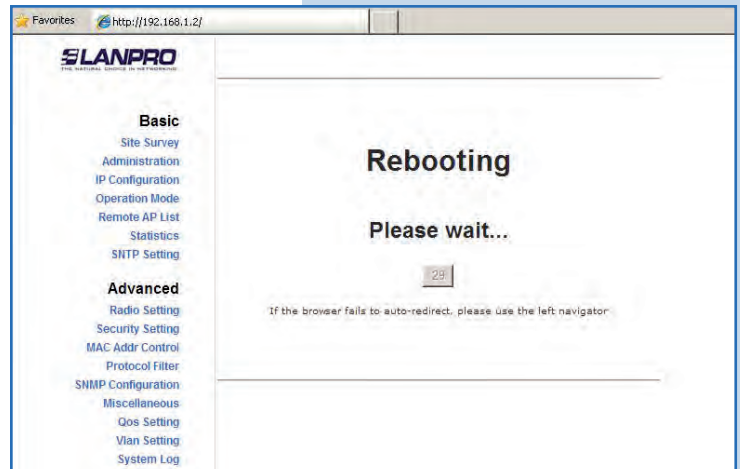 Favorites
http://192.168.1.2/
LANPRO
THE NATURAL CHOICE IN NETWORKING
Basic
Site Survey
Administration
IP Configuration
Operation Mode
Remote AP List
Statistics
SNTP Setting
Advanced
Radio Setting
Security Setting
MAC Addr Control
Protocol Filter
SNMP Configuration
Miscellaneous
Qos Setting
Vlan Setting
System Log
Rebooting
Please wait...
29
If the browser fails to auto-redirect, please use the left navigator